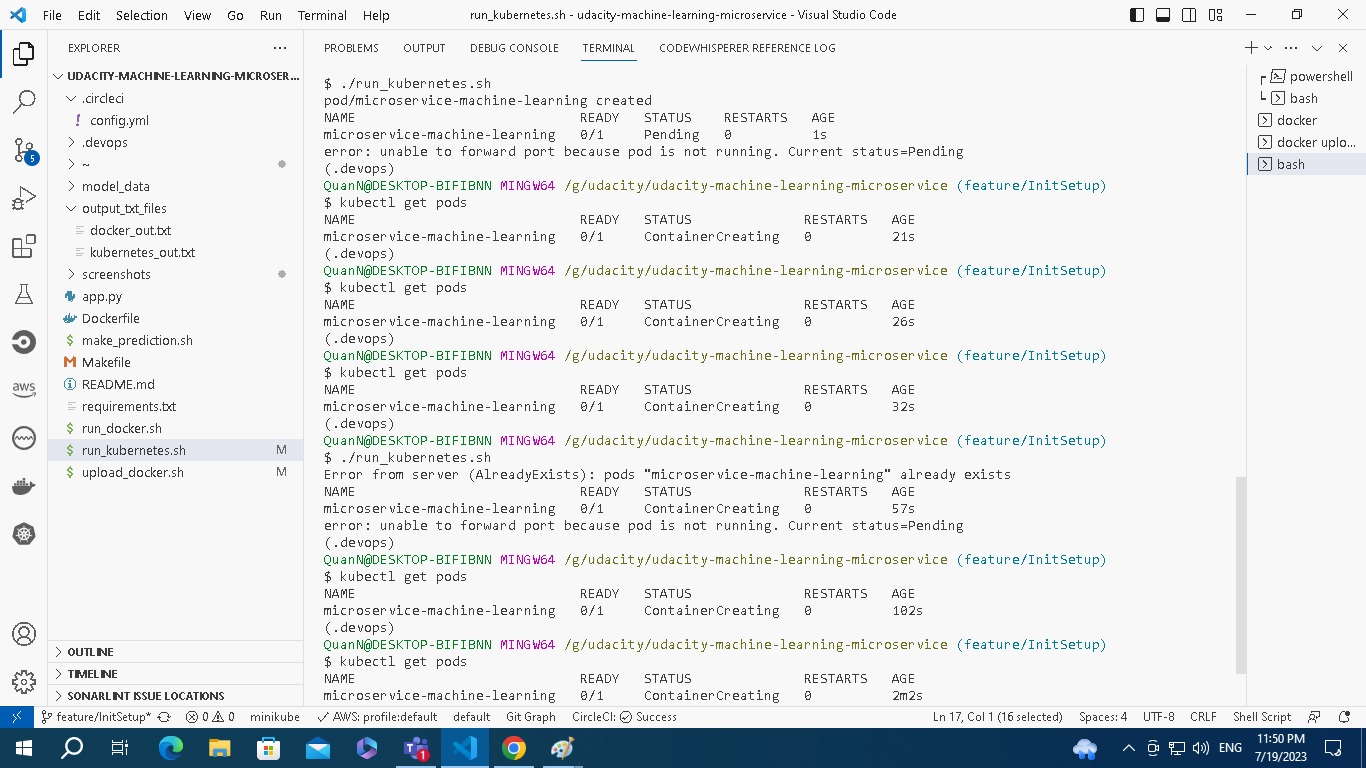 File Edit Selection View Go Run Terminal Help
run_kubernetes.sh - udacity-machine-learning-microservice - Visual Studio Code
EXPLORER
UDACITY-MACHINE-LEARNING-MICROSER...
.circleci
config.yml
.devops
~
model_data
output_txt_files
docker_out.txt
kubernetes_out.txt
screenshots
app.py
Dockerfile
make_prediction.sh
Makefile
README.md
requirements.txt
run_docker.sh
run_kubernetes.sh M
upload_docker.sh M
OUTLINE
TIMELINE
SONARLINT ISSUE LOCATIONS
5
aws
PROBLEMS OUTPUT DEBUG CONSOLE TERMINAL CODEWHISPERER REFERENCE LOG
$ ./run_kubernetes.sh
pod/microservice-machine-learning created
NAME READY STATUS RESTARTS AGE
microservice-machine-learning 0/1 Pending 0 1s
error: unable to forward port because pod is not running. Current status=Pending
(.devops)
QuanN@DESKTOP-BIFIBNN MINGW64 /g/udacity/udacity-machine-learning-microservice (feature/InitSetup)
$ kubectl get pods
NAME READY STATUS RESTARTS AGE
microservice-machine-learning 0/1 ContainerCreating 0 21s
(.devops)
QuanN@DESKTOP-BIFIBNN MINGW64 /g/udacity/udacity-machine-learning-microservice (feature/InitSetup)
$ kubectl get pods
NAME READY STATUS RESTARTS AGE
microservice-machine-learning 0/1 ContainerCreating 0 26s
(.devops)
QuanN@DESKTOP-BIFIBNN MINGW64 /g/udacity/udacity-machine-learning-microservice (feature/InitSetup)
$ kubectl get pods
NAME READY STATUS RESTARTS AGE
microservice-machine-learning 0/1 ContainerCreating 0 32s
(.devops)
QuanN@DESKTOP-BIFIBNN MINGW64 /g/udacity/udacity-machine-learning-microservice (feature/InitSetup)
$ ./run_kubernetes.sh
Error from server (AlreadyExists): pods "microservice-machine-learning" already exists
NAME READY STATUS RESTARTS AGE
microservice-machine-learning 0/1 ContainerCreating 0 57s
error: unable to forward port because pod is not running. Current status=Pending
(.devops)
QuanN@DESKTOP-BIFIBNN MINGW64 /g/udacity/udacity-machine-learning-microservice (feature/InitSetup)
$ kubectl get pods
NAME READY STATUS RESTARTS AGE
microservice-machine-learning 0/1 ContainerCreating 0 102s
(.devops)
QuanN@DESKTOP-BIFIBNN MINGW64 /g/udacity/udacity-machine-learning-microservice (feature/InitSetup)
$ kubectl get pods
NAME READY STATUS RESTARTS AGE
microservice-machine-learning 0/1 ContainerCreating 0 2m2s
powershell
bash
docker
docker uplo...
bash
feature/InitSetup* 0 0 minikube AWS: profile:default default Git Graph CircleCI: Success
Ln 17, Col 1 (16 selected) Spaces: 4 UTF-8 CRLF Shell Script
1
ENG
11:50 PM
7/19/2023